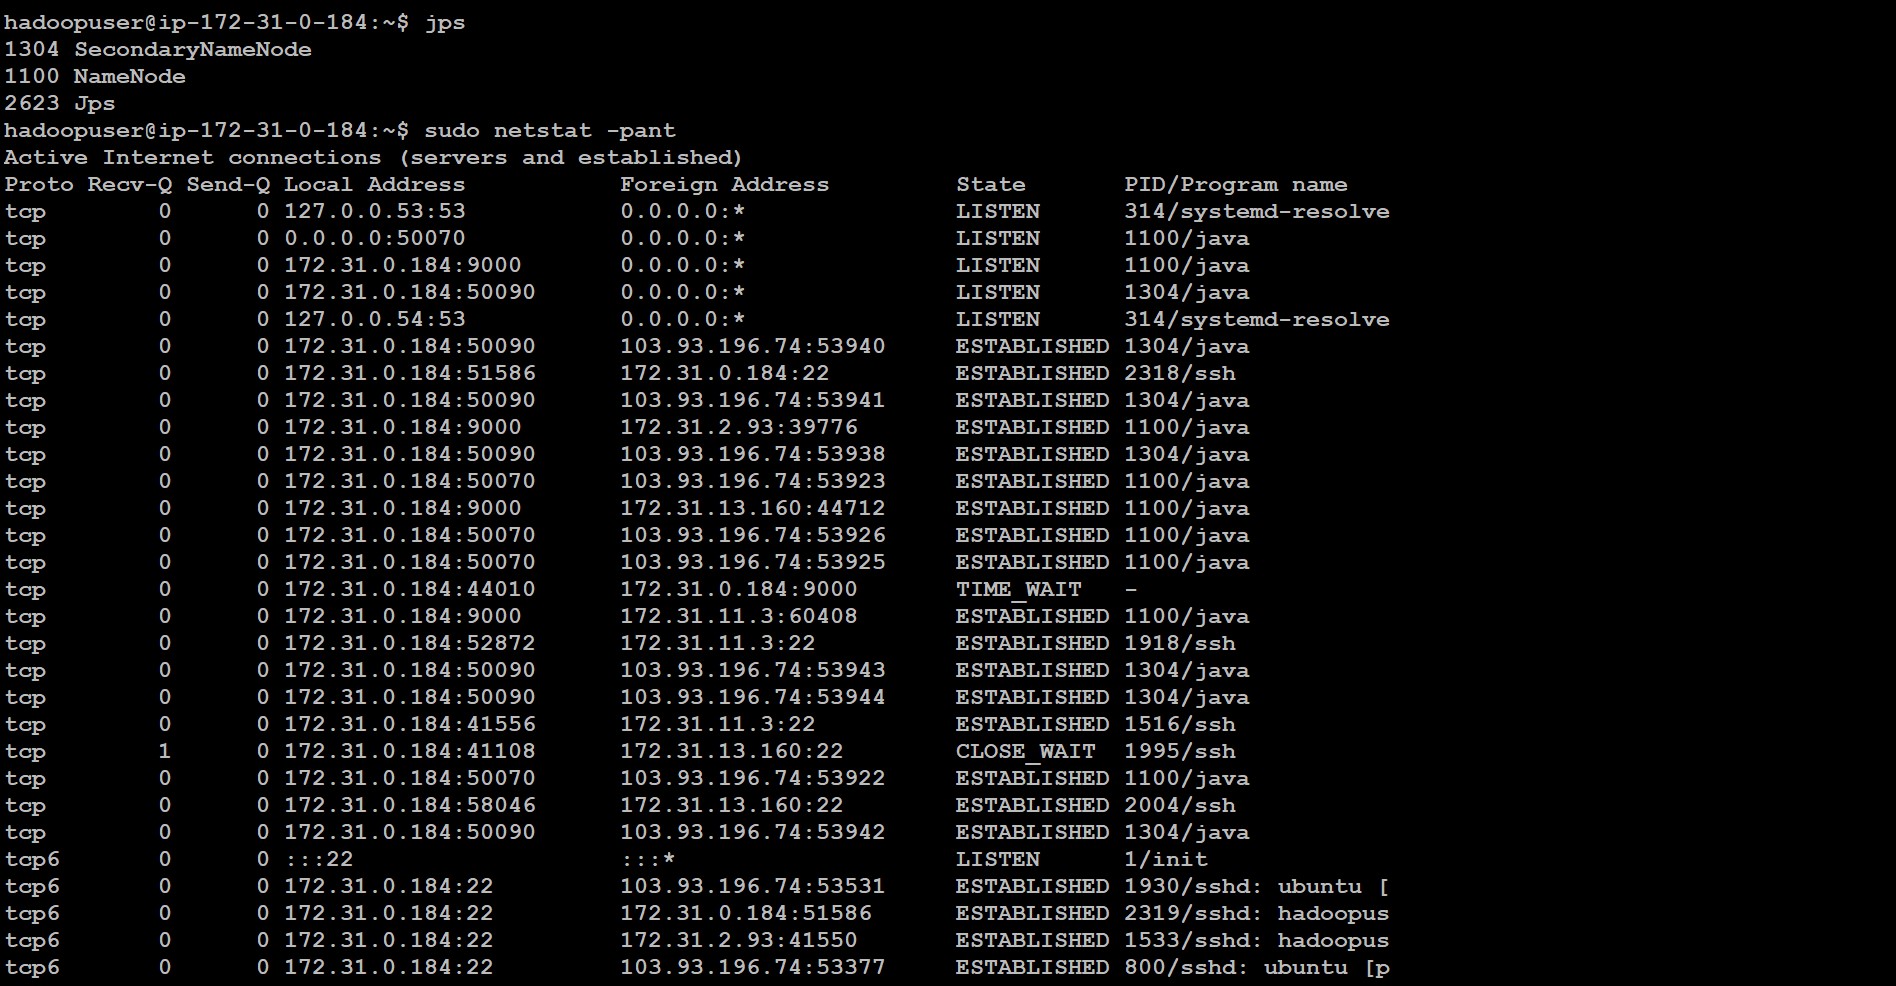 hadoopuser@ip-172-31-0-184:~$ jps
1304 SecondaryNameNode
1100 NameNode
2623 Jps
hadoopuser@ip-172-31-0-184:~$ sudo netstat -pant
Active Internet connections (servers and established)
Proto Recv-Q Send-Q Local Address           Foreign Address         State       PID/Program name
tcp        0      0 127.0.0.53:53           0.0.0.0:*               LISTEN      314/systemd-resolve
tcp        0      0 0.0.0.0:50070           0.0.0.0:*               LISTEN      1100/java
tcp        0      0 172.31.0.184:9000       0.0.0.0:*               LISTEN      1100/java
tcp        0      0 172.31.0.184:50090      0.0.0.0:*               LISTEN      1304/java
tcp        0      0 127.0.0.54:53           0.0.0.0:*               LISTEN      314/systemd-resolve
tcp        0      0 172.31.0.184:50090      103.93.196.74:53940     ESTABLISHED 1304/java
tcp        0      0 172.31.0.184:51586      172.31.0.184:22         ESTABLISHED 2318/ssh
tcp        0      0 172.31.0.184:50090      103.93.196.74:53941     ESTABLISHED 1304/java
tcp        0      0 172.31.0.184:9000       172.31.2.93:39776       ESTABLISHED 1100/java
tcp        0      0 172.31.0.184:50090      103.93.196.74:53938     ESTABLISHED 1304/java
tcp        0      0 172.31.0.184:50070      103.93.196.74:53923     ESTABLISHED 1100/java
tcp        0      0 172.31.0.184:9000       172.31.13.160:44712     ESTABLISHED 1100/java
tcp        0      0 172.31.0.184:50070      103.93.196.74:53926     ESTABLISHED 1100/java
tcp        0      0 172.31.0.184:50070      103.93.196.74:53925     ESTABLISHED 1100/java
tcp        0      0 172.31.0.184:44010      172.31.0.184:9000       TIME_WAIT   -
tcp        0      0 172.31.0.184:9000       172.31.11.3:60408       ESTABLISHED 1100/java
tcp        0      0 172.31.0.184:52872      172.31.11.3:22          ESTABLISHED 1918/ssh
tcp        0      0 172.31.0.184:50090      103.93.196.74:53943     ESTABLISHED 1304/java
tcp        0      0 172.31.0.184:50090      103.93.196.74:53944     ESTABLISHED 1304/java
tcp        0      0 172.31.0.184:41556      172.31.11.3:22          ESTABLISHED 1516/ssh
tcp        1      0 172.31.0.184:41108      172.31.13.160:22        CLOSE_WAIT  1995/ssh
tcp        0      0 172.31.0.184:50070      103.93.196.74:53922     ESTABLISHED 1100/java
tcp        0      0 172.31.0.184:58046      172.31.13.160:22        ESTABLISHED 2004/ssh
tcp        0      0 172.31.0.184:50090      103.93.196.74:53942     ESTABLISHED 1304/java
tcp6       0      0 :::22                   :::*                    LISTEN      1/init
tcp6       0      0 172.31.0.184:22         103.93.196.74:53531     ESTABLISHED 1930/sshd: ubuntu [
tcp6       0      0 172.31.0.184:22         172.31.0.184:51586      ESTABLISHED 2319/sshd: hadoopus
tcp6       0      0 172.31.0.184:22         172.31.2.93:41550       ESTABLISHED 1533/sshd: hadoopus
tcp6       0      0 172.31.0.184:22         103.93.196.74:53377     ESTABLISHED 800/sshd: ubuntu [p